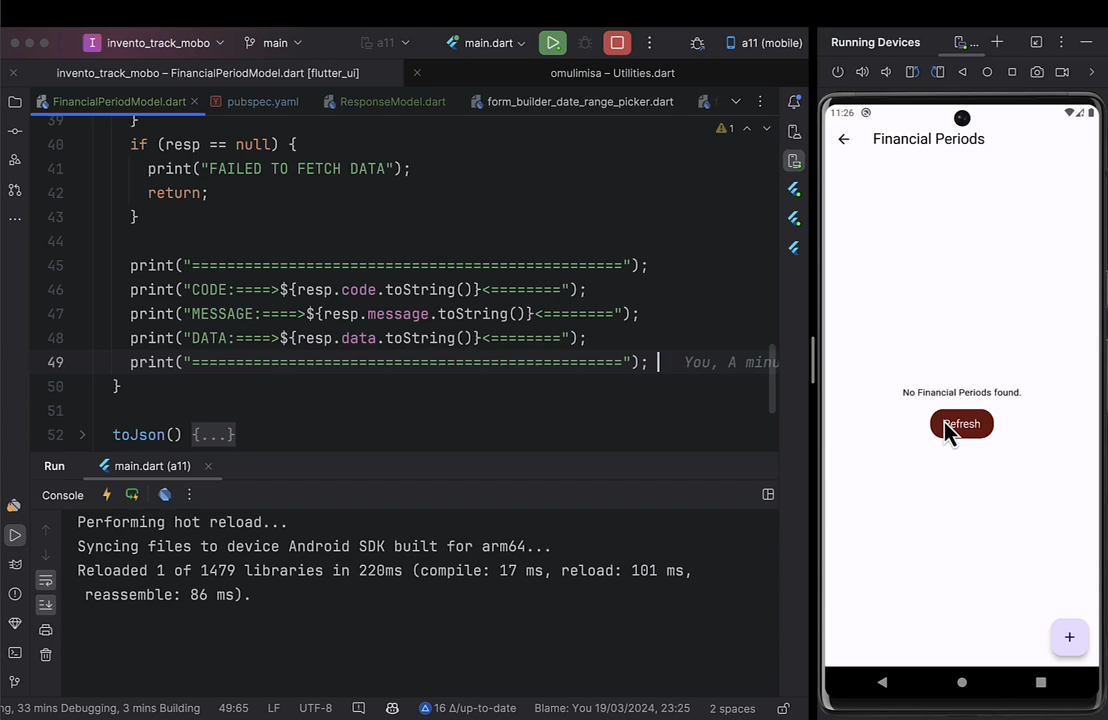 invento_track_mobo
main
a11
main.dart
a11 (mobile)
Running Devices
...
invento_track_mobo – FinancialPeriodModel.dart [flutter_ui]
omulimisa – Utilities.dart
FinancialPeriodModel.dart
pubspec.yaml
ResponseModel.dart
form_builder_date_range_picker.dart
39 }
40 if (resp == null) {
41 print("FAILED TO FETCH DATA");
42 return;
43 }
44
45 print("=================================================");
46 print("CODE:====>${resp.code.toString()}<========");
47 print("MESSAGE:====>${resp.message.toString()}<========");
48 print("DATA:====>${resp.data.toString()}<========");
49 print("================================================="); You, A minu
50 }
51
52 toJson() {...}
1
Run
main.dart (a11)
Console
Performing hot reload...
Syncing files to device Android SDK built for arm64...
Reloaded 1 of 1479 libraries in 220ms (compile: 17 ms, reload: 101 ms,
reassemble: 86 ms).
ng, 33 mins Debugging, 3 mins Building
49:65
LF
UTF-8
16 Δ/up-to-date
Blame: You 19/03/2024, 23:25
2 spaces
11:26
Financial Periods
No Financial Periods found.
Refresh
+